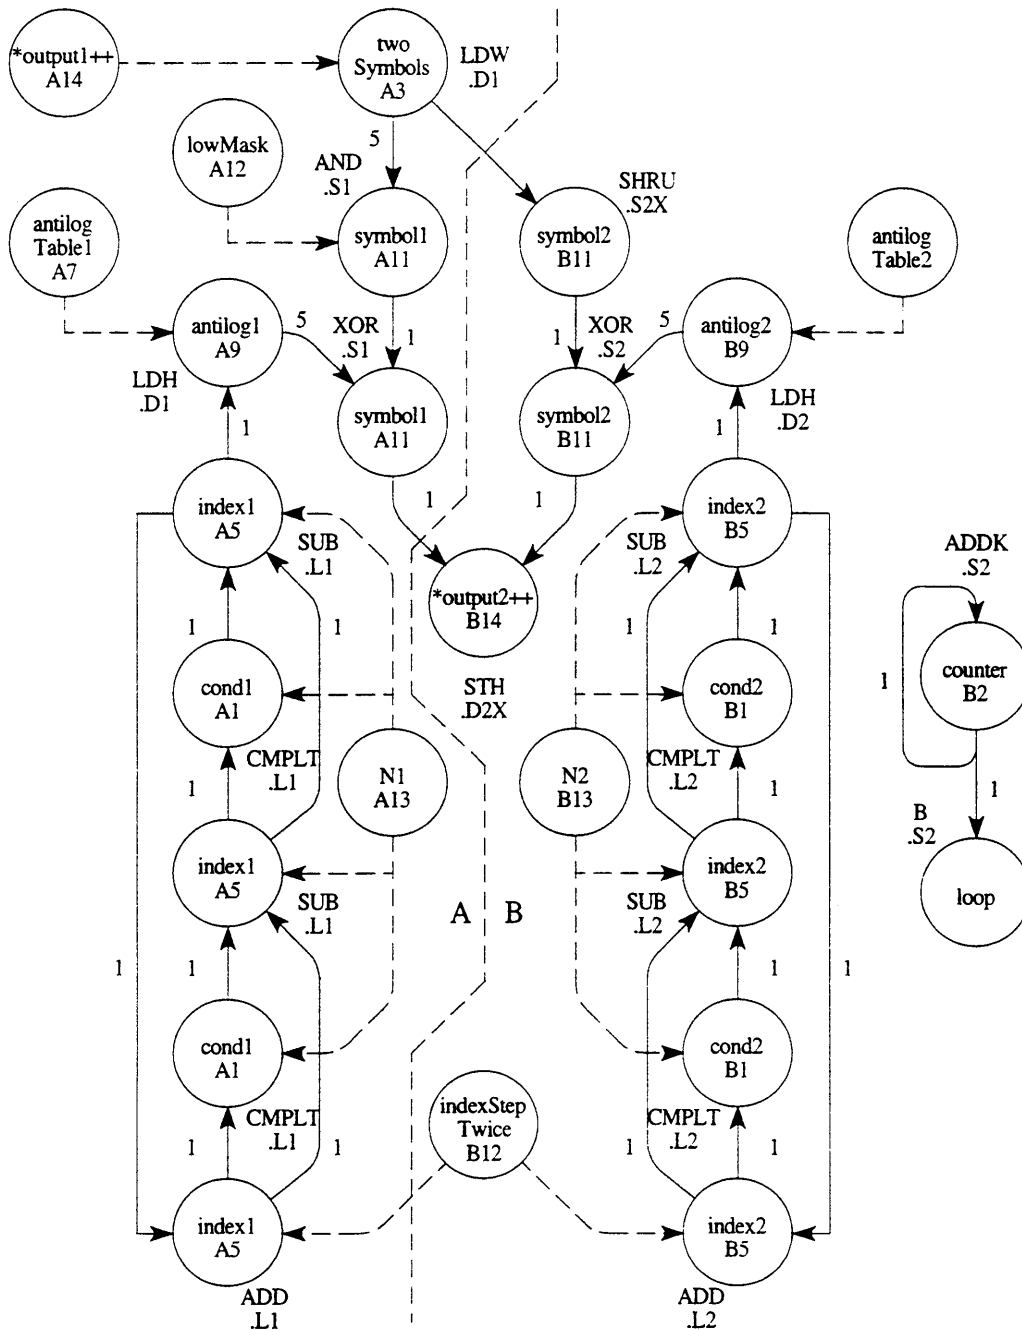 *output1++
A14
two
Symbols
A3
LDW
.D1
lowMask
A12
5
AND
.S1
SHRU
.S2X
antilog
Table1
A7
symbol1
A11
symbol2
B11
antilog
Table2
antilog1
A9
5
XOR
.S1
1
1
XOR
.S2
5
antilog2
B9
LDH
.D1
LDH
.D2
symbol1
A11
symbol2
B11
1
1
index1
A5
1
1
index2
B5
SUB
.L1
SUB
.L2
*output2++
B14
ADDK
.S2
1
1
1
1
cond1
A1
STH
.D2X
cond2
B1
1
counter
B2
CMPLT
.L1
N1
A13
N2
B13
CMPLT
.L2
1
1
1
B
.S2
index1
A5
index2
B5
loop
SUB
.L1
A
B
SUB
.L2
1
1
1
1
cond1
A1
cond2
B1
CMPLT
.L1
indexStep
Twice
B12
CMPLT
.L2
1
1
1
1
index1
A5
index2
B5
ADD
.L1
ADD
.L2